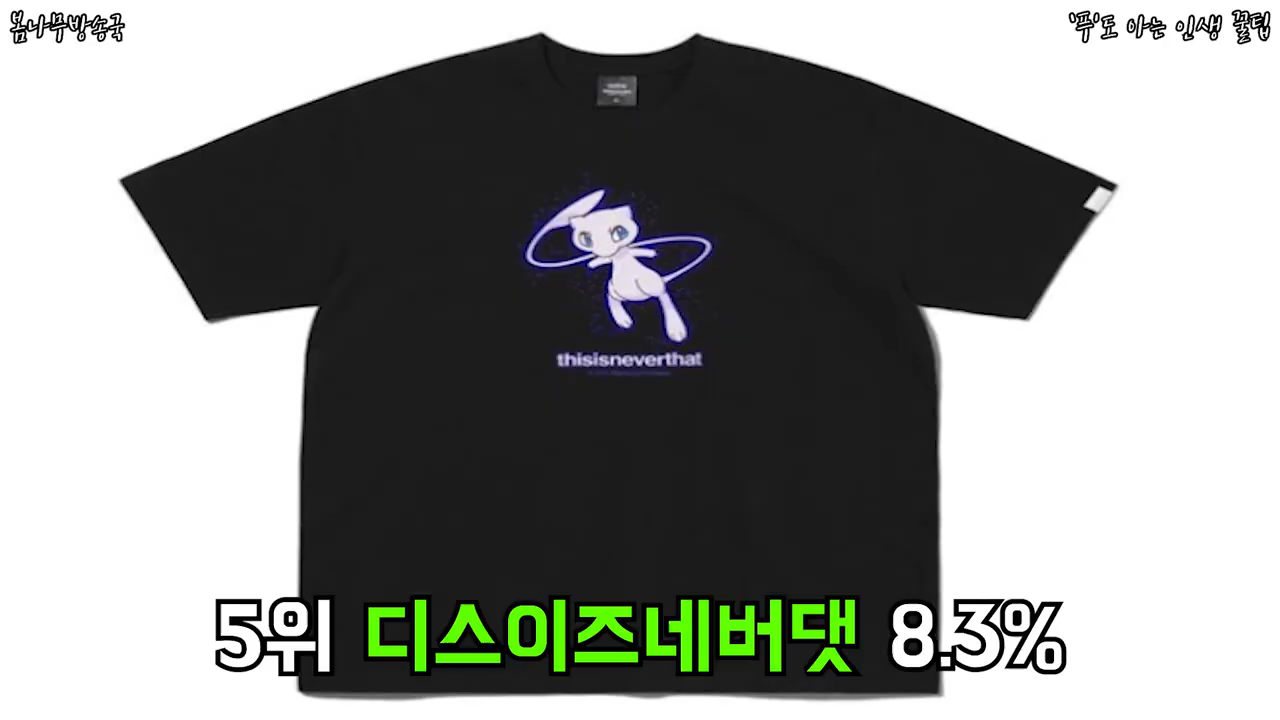 봄나무방송국
'푸'도 아는 인생 꿀팁
thisisneverthat
5위 디스이즈네버댓 8.3%